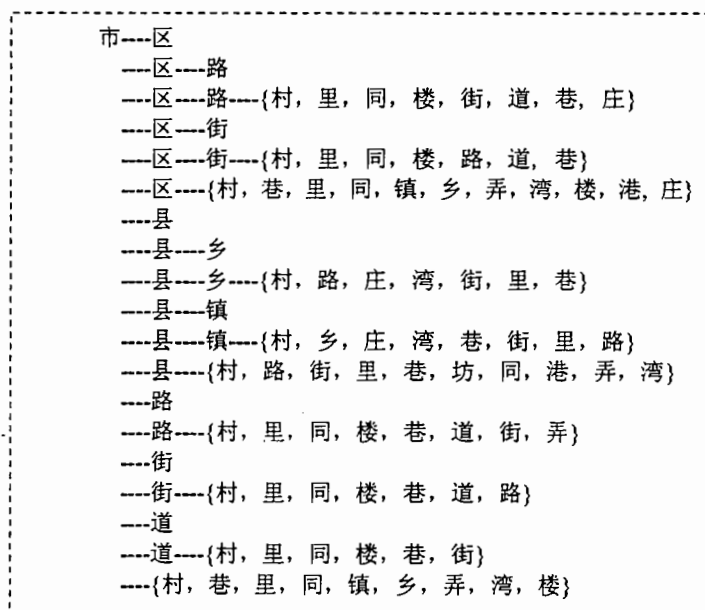 市----区
----区----路
----区----路----{村，里，同，楼，街，道，巷, 庄}
----区----街
----区----街----{村，里，同，楼，路，道, 巷}
----区----{村，巷，里，同，镇，乡，弄，湾，楼，港, 庄}
----县
----县----乡
----县----乡----{村，路，庄，湾，街，里，巷}
----县----镇
----县----镇----{村，乡，庄，湾，巷，街，里，路}
----县----{村，路，街，里，巷，坊，同，港，弄，湾}
----路
----路----{村，里，同，楼，巷，道，街，弄}
----街
----街----{村，里，同，楼，巷，道，路}
----道
----道----{村，里，同，楼，巷，街}
----{村，巷，里，同，镇，乡，弄，湾，楼}